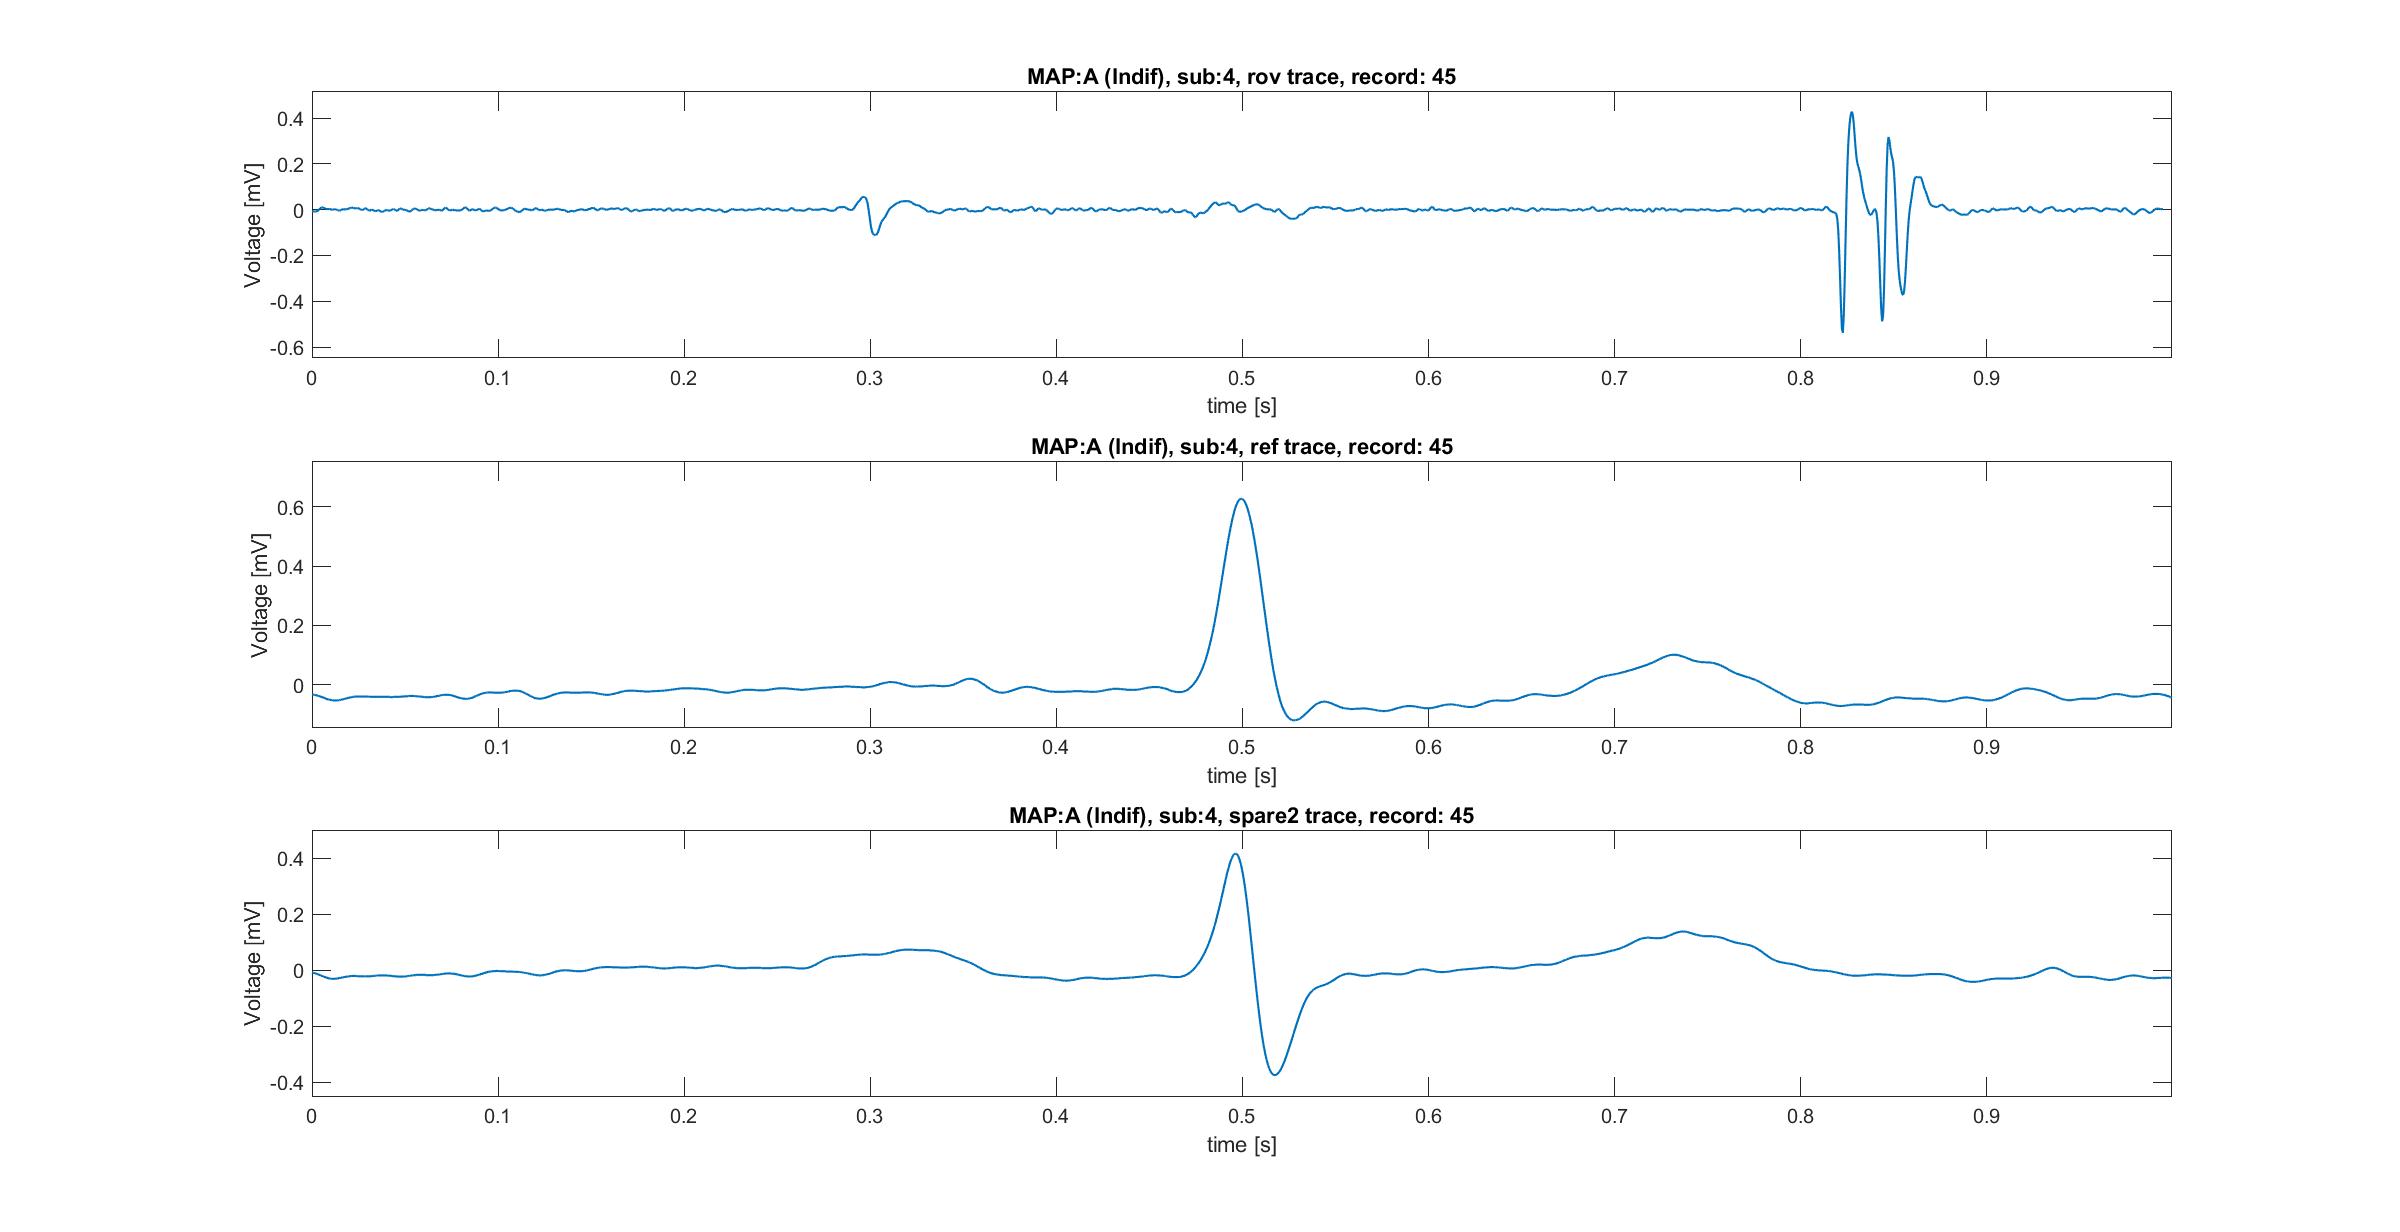 MAP:A (Indif), sub:4, rov trace, record: 45
Voltage [mV]
0.4
0.2
0
-0.2
-0.4
-0.6
0 0.1 0.2 0.3 0.4 0.5 0.6 0.7 0.8 0.9
time [s]
MAP:A (Indif), sub:4, ref trace, record: 45
Voltage [mV]
0.6
0.4
0.2
0
0 0.1 0.2 0.3 0.4 0.5 0.6 0.7 0.8 0.9
time [s]
MAP:A (Indif), sub:4, spare2 trace, record: 45
Voltage [mV]
0.4
0.2
0
-0.2
-0.4
0 0.1 0.2 0.3 0.4 0.5 0.6 0.7 0.8 0.9
time [s]